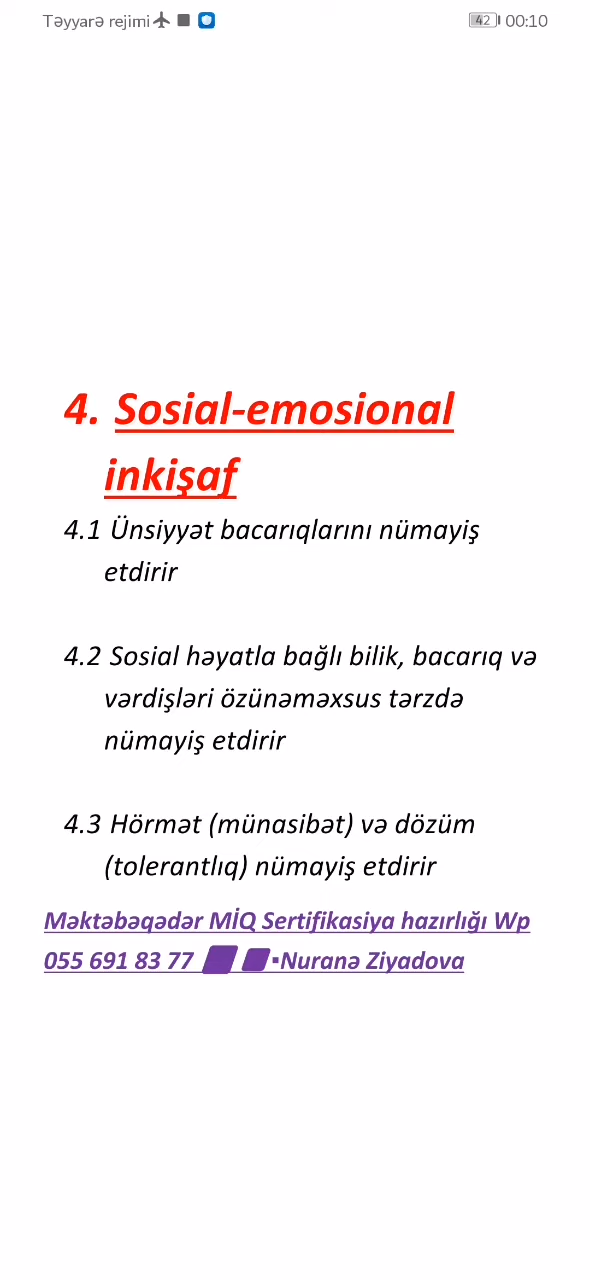 Təyyarə rejimi
42 00:10
4. Sosial-emosional
inkişaf
4.1 Ünsiyyət bacarıqlarını nümayiş
etdirir
4.2 Sosial həyatla bağlı bilik, bacarıq və
vərdişləri özünəməxsus tərzdə
nümayiş etdirir
4.3 Hörmət (münasibət) və dözüm
(tolerantlıq) nümayiş etdirir
Məktəbəqədər MİQ Sertifikasiya hazırlığı Wp
055 691 83 77 ▪Nuranə Ziyadova